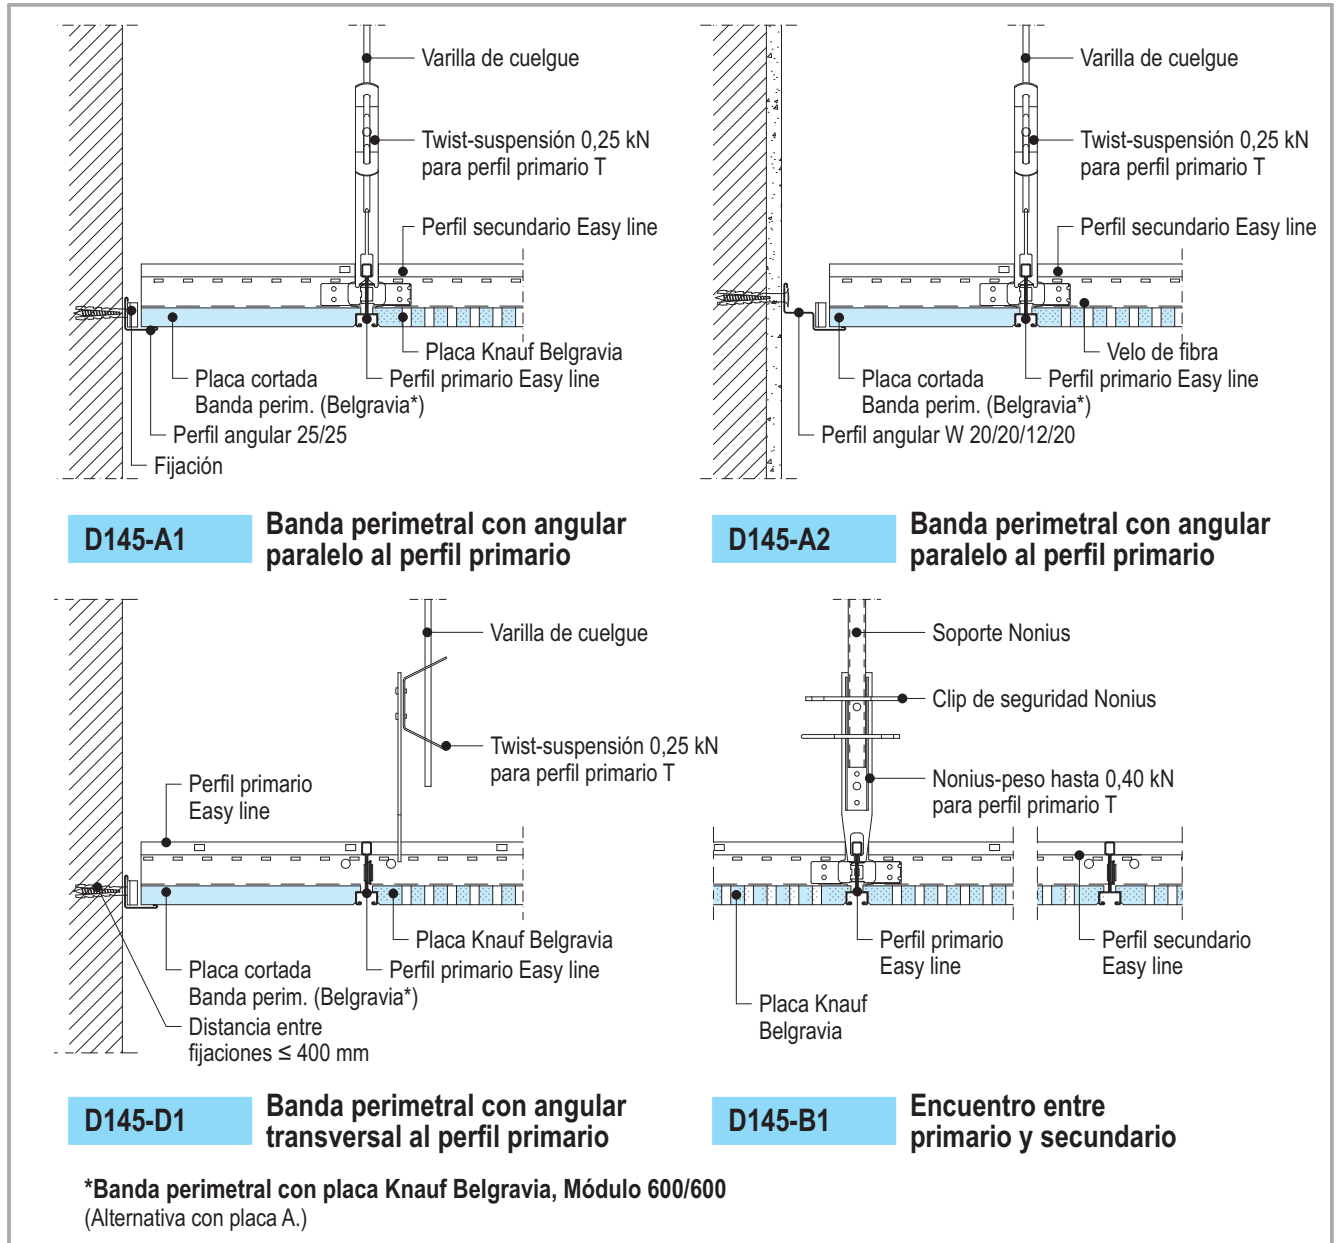 Varilla de cuelgue
Twist-suspensión 0,25 kN
para perfil primario T
Perfil secundario Easy line
Placa Knauf Belgravia
Perfil primario Easy line
Placa cortada
Banda perim. (Belgravia*)
Perfil angular 25/25
Fijación
D145-A1
Banda perimetral con angular
paralelo al perfil primario
Varilla de cuelgue
Twist-suspensión 0,25 kN
para perfil primario T
Perfil secundario Easy line
Velo de fibra
Perfil primario Easy line
Placa cortada
Banda perim. (Belgravia*)
Perfil angular W 20/20/12/20
D145-A2
Banda perimetral con angular
paralelo al perfil primario
Varilla de cuelgue
Twist-suspensión 0,25 kN
para perfil primario T
Perfil primario
Easy line
Placa Knauf Belgravia
Perfil primario Easy line
Placa cortada
Banda perim. (Belgravia*)
Distancia entre
fijaciones ≤ 400 mm
D145-D1
Banda perimetral con angular
transversal al perfil primario
Soporte Nonius
Clip de seguridad Nonius
Nonius-peso hasta 0,40 kN
para perfil primario T
Perfil primario
Easy line
Perfil secundario
Easy line
Placa Knauf
Belgravia
D145-B1
Encuentro entre
primario y secundario
*Banda perimetral con placa Knauf Belgravia, Módulo 600/600
(Alternativa con placa A.)